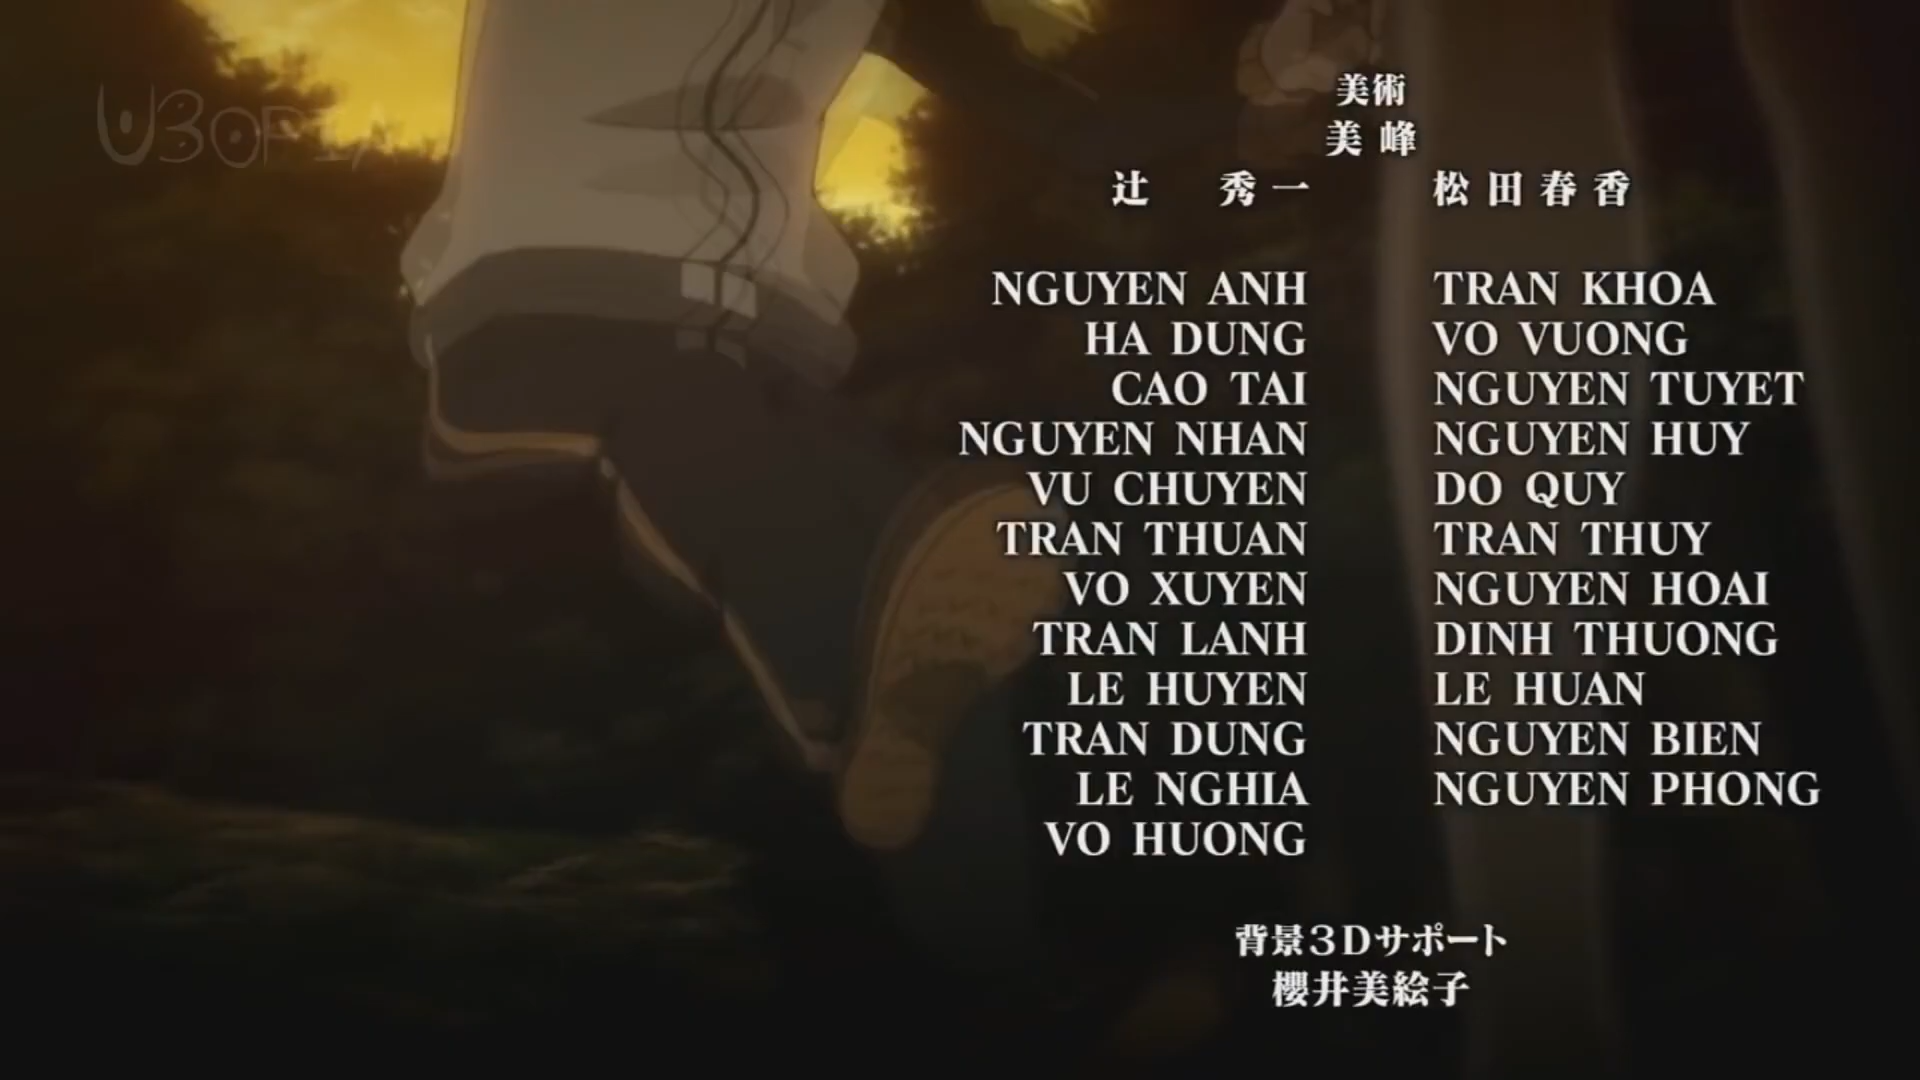 美術
美峰
辻 秀一 松田春香
NGUYEN ANH TRAN KHOA
HA DUNG VO VUONG
CAO TAI NGUYEN TUYET
NGUYEN NHAN NGUYEN HUY
VU CHUYEN DO QUY
TRAN THUAN TRAN THUY
VO XUYEN NGUYEN HOAI
TRAN LANH DINH THUONG
LE HUYEN LE HUAN
TRAN DUNG NGUYEN BIEN
LE NGHIA NGUYEN PHONG
VO HUONG
背景3Dサポート
櫻井美絵子